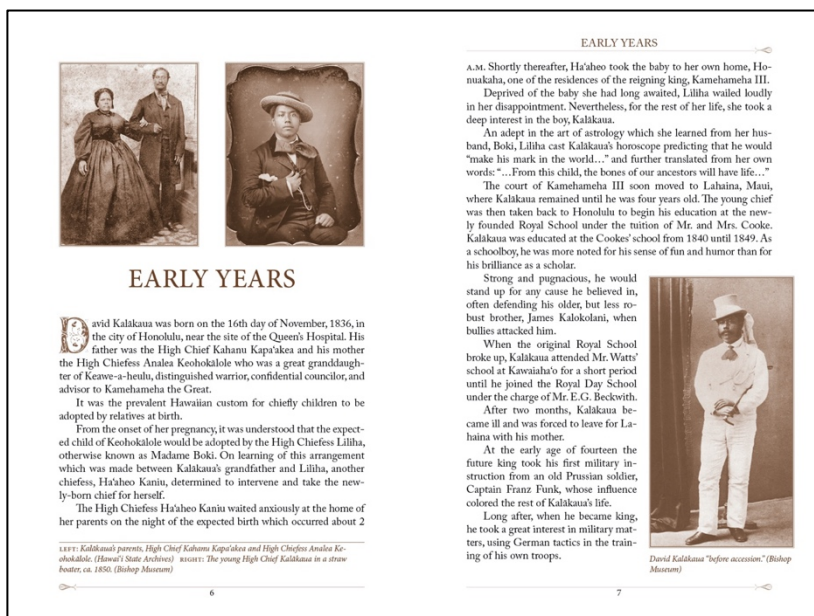 EARLY YEARS
David Kalākaua was born on the 16th day of November, 1836, in
the city of Honolulu, near the site of the Queen's Hospital. His
father was the High Chief Kahanu Kapa‘akea and his mother
the High Chiefess Analea Keohokālole who was a great granddaugh-
ter of Keawe-a-heulu, distinguished warrior, confidential councilor, and
advisor to Kamehameha the Great.
It was the prevalent Hawaiian custom for chiefly children to be
adopted by relatives at birth.
From the onset of her pregnancy, it was understood that the expect-
ed child of Keohokālole would be adopted by the High Chiefess Liliha,
otherwise known as Madame Boki. On learning of this arrangement
which was made between Kalākaua's grandfather and Liliha, another
chiefess, Ha‘aheo Kaniu, determined to intervene and take the new-
ly-born chief for herself.
The High Chiefess Ha‘aheo Kaniu waited anxiously at the home of
her parents on the night of the expected birth which occurred about 2
LEFT: Kalākaua's parents, High Chief Kahanu Kapa‘akea and High Chiefess Analea Ke-
ohokālole. (Hawai‘i State Archives) RIGHT: The young High Chief Kalākaua in a straw
boater, ca. 1850. (Bishop Museum)
6
EARLY YEARS
A.M. Shortly thereafter, Ha‘aheo took the baby to her own home, Ho-
nuakaha, one of the residences of the reigning king, Kamehameha III.
Deprived of the baby she had long awaited, Liliha wailed loudly
in her disappointment. Nevertheless, for the rest of her life, she took a
deep interest in the boy, Kalākaua.
An adept in the art of astrology which she learned from her hus-
band, Boki, Liliha cast Kalākaua's horoscope predicting that he would
“make his mark in the world…” and further translated from her own
words: “…From this child, the bones of our ancestors will have life…”
The court of Kamehameha III soon moved to Lahaina, Maui,
where Kalākaua remained until he was four years old. The young chief
was then taken back to Honolulu to begin his education at the new-
ly founded Royal School under the tuition of Mr. and Mrs. Cooke.
Kalākaua was educated at the Cookes' school from 1840 until 1849. As
a schoolboy, he was more noted for his sense of fun and humor than for
his brilliance as a scholar.
Strong and pugnacious, he would
stand up for any cause he believed in,
often defending his older, but less ro-
bust brother, James Kalokolani, when
bullies attacked him.
When the original Royal School
broke up, Kalākaua attended Mr. Watts'
school at Kawaiaha‘o for a short period
until he joined the Royal Day School
under the charge of Mr. E.G. Beckwith.
After two months, Kalākaua be-
came ill and was forced to leave for La-
haina with his mother.
At the early age of fourteen the
future king took his first military in-
struction from an old Prussian soldier,
Captain Franz Funk, whose influence
colored the rest of Kalākaua's life.
Long after, when he became king,
he took a great interest in military mat-
ters, using German tactics in the train-
ing of his own troops.
David Kalākaua “before accession.” (Bishop
Museum)
7